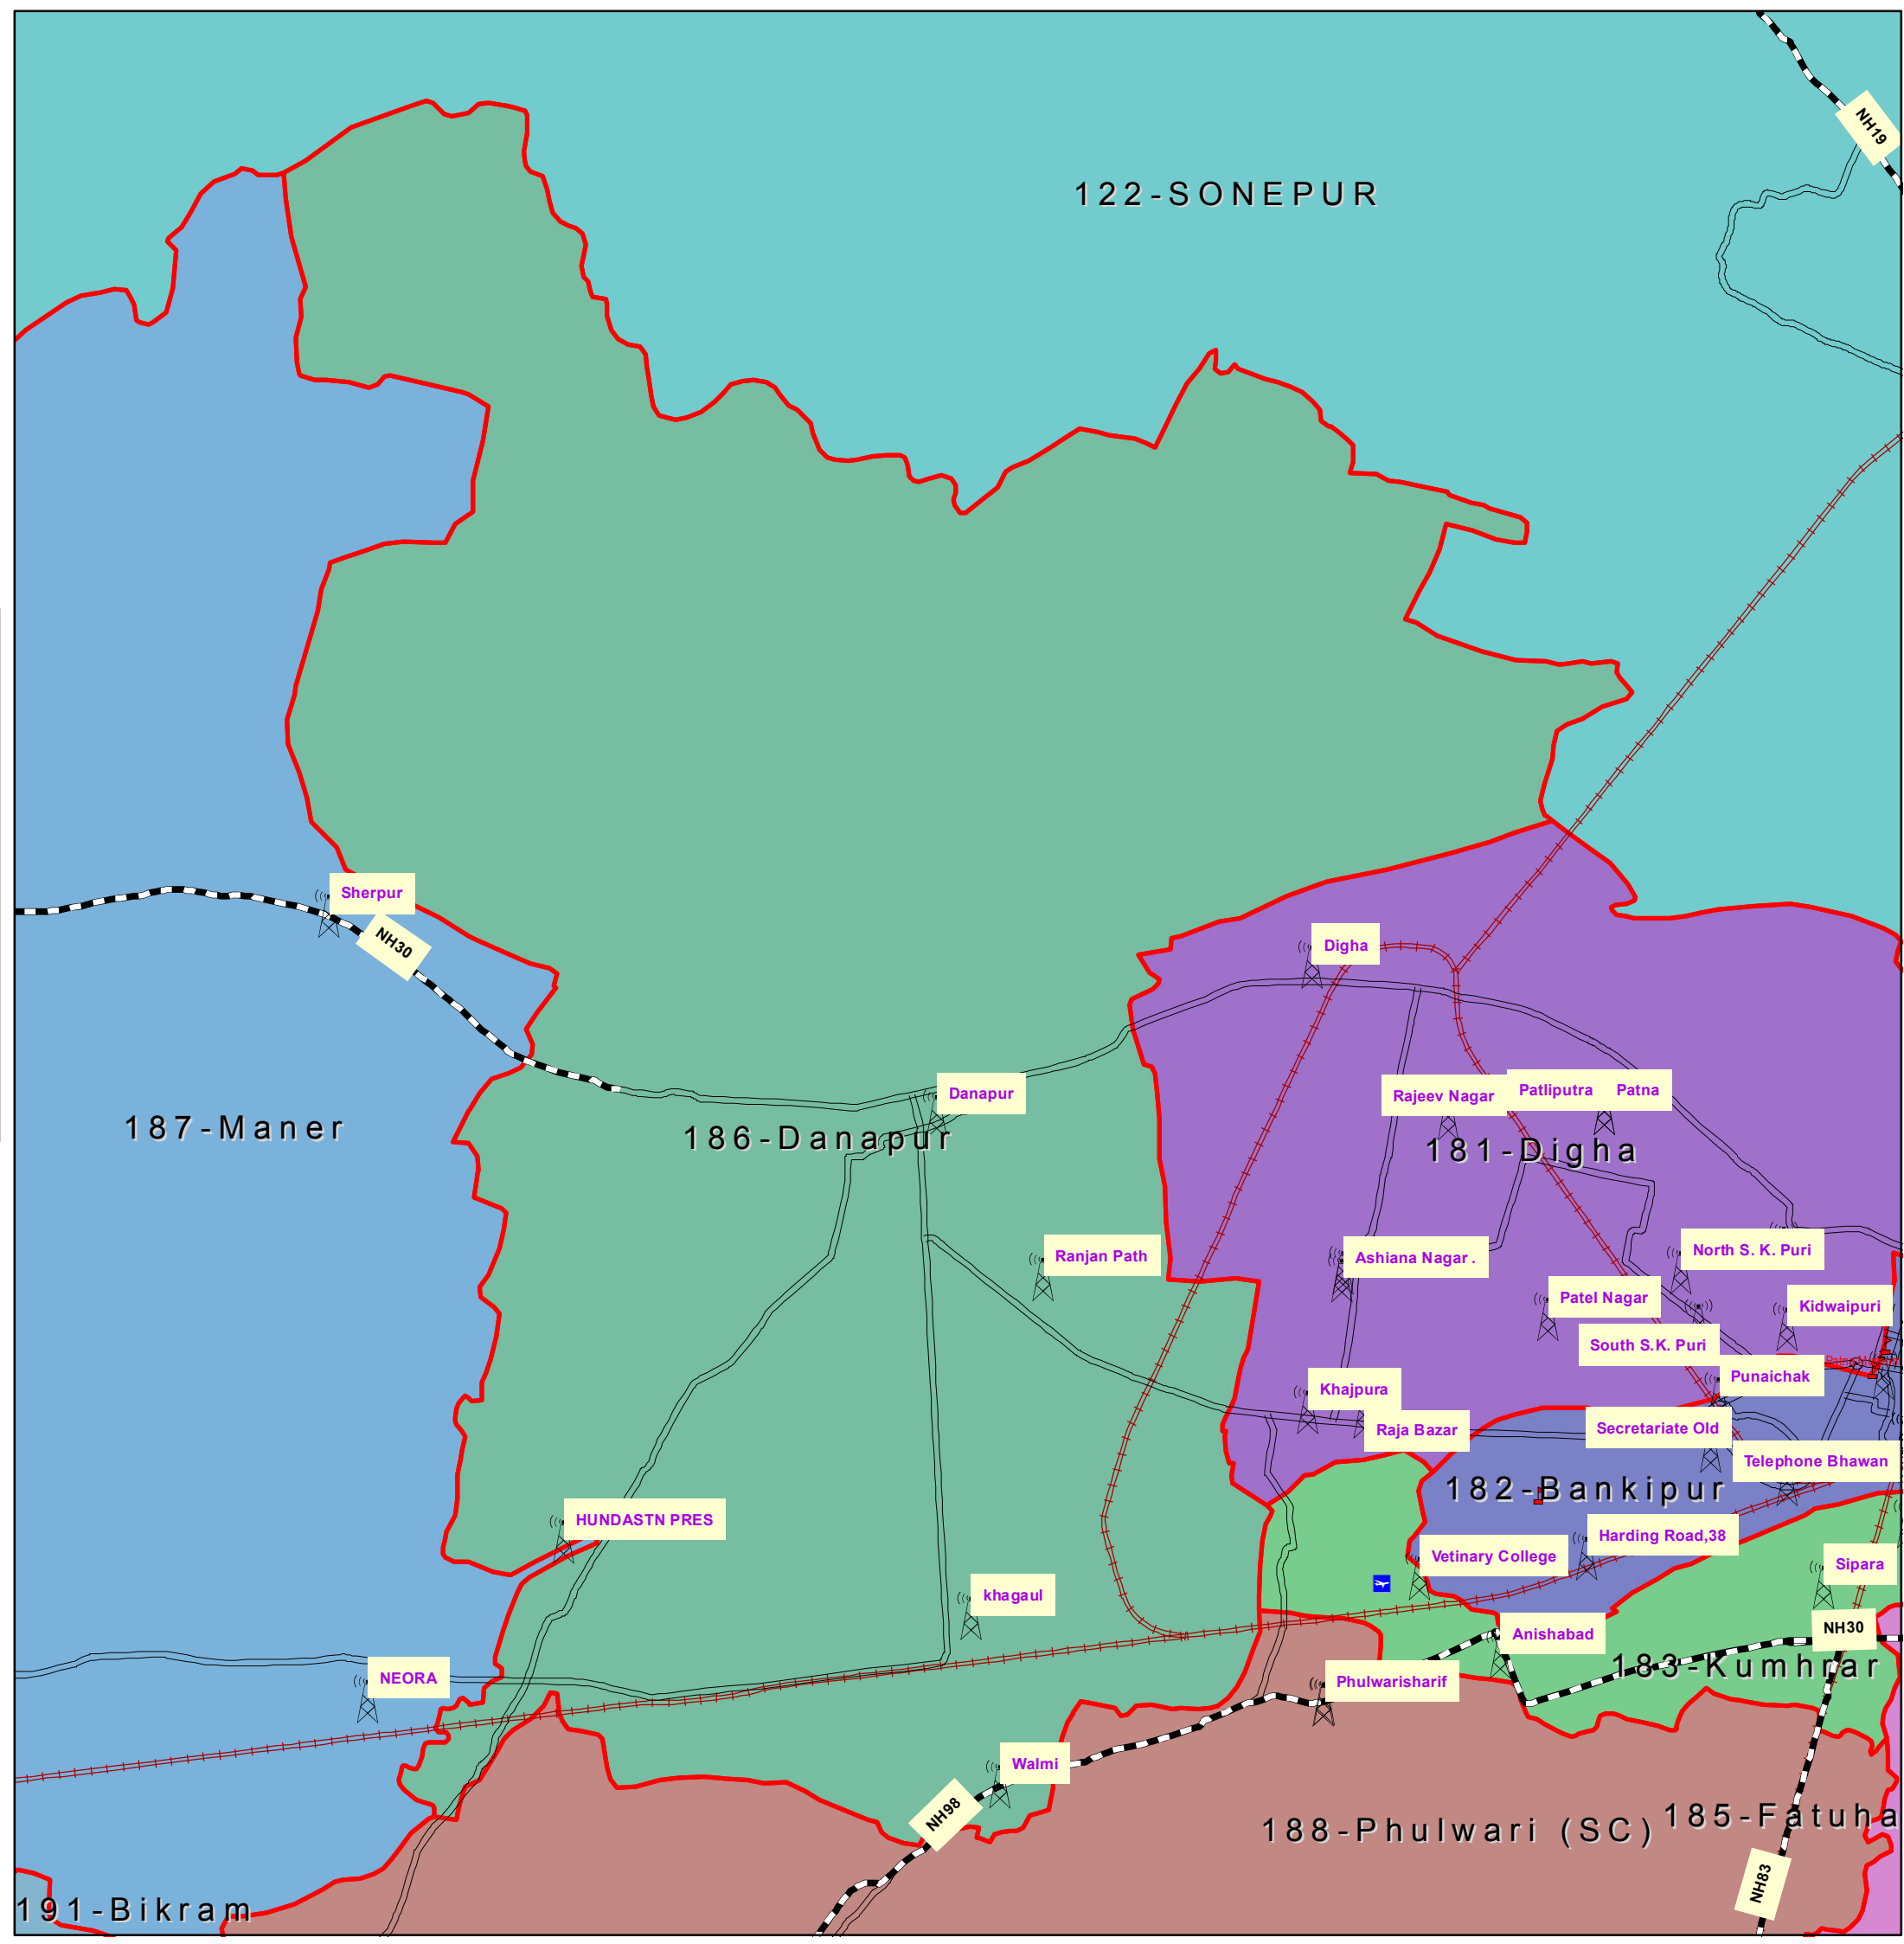 NH19
122-SONEPUR
Sherpur
NH30
Digha
Danapur
Rajeev Nagar
Patliputra
Patna
187-Maner
186-Danapur
181-Digha
Ranjan Path
Ashiana Nagar .
North S. K. Puri
Patel Nagar
Kidwaipuri
South S.K. Puri
Punaichak
Khajpura
Raja Bazar
Secretariate Old
Telephone Bhawan
182-Bankipur
HUNDASTN PRES
Harding Road,38
Vetinary College
Sipara
khagaul
Anishabad
NH30
183-Kumhrar
NEORA
Phulwarisharif
Walmi
NH98
188-Phulwari (SC)
185-Fatuha
NH83
191-Bikram